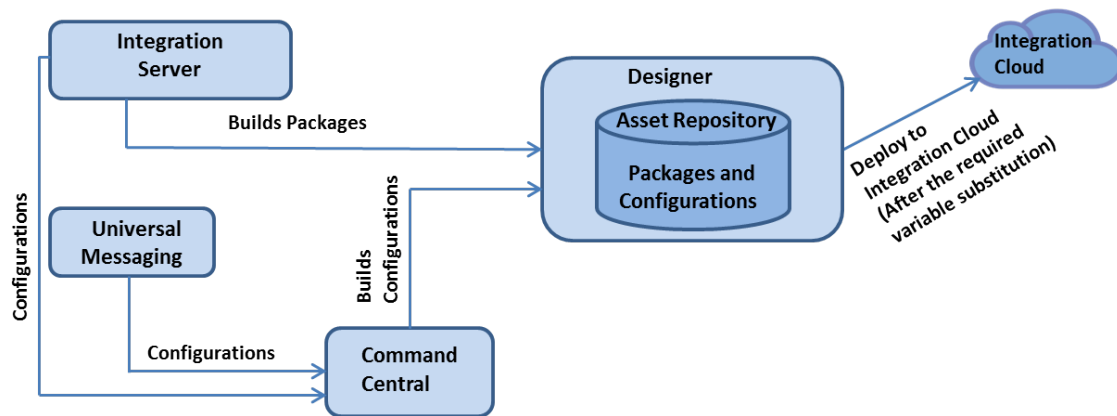 Integration
Server
Integration
Cloud
Designer
Asset Repository
Packages and
Configurations
Builds Packages
Deploy to
Integration Cloud
(After the required
variable substitution)
Configurations
Universal
Messaging
Builds
Configurations
Configurations
Command
Central